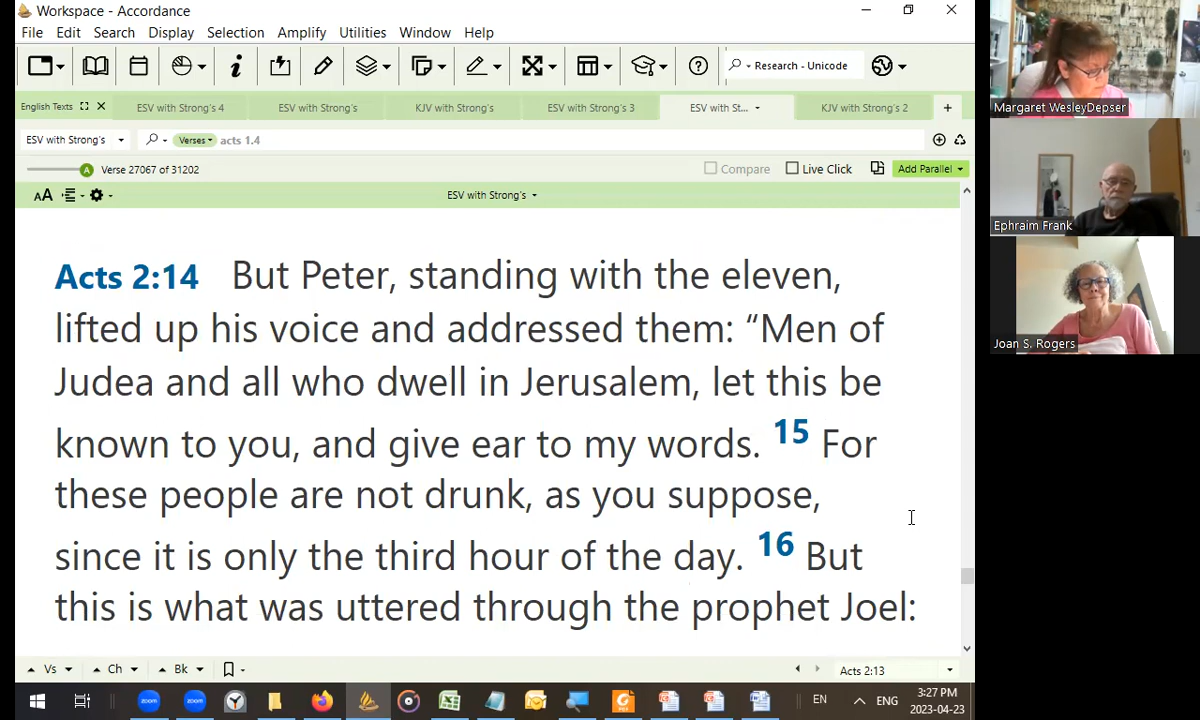 Workspace - Accordance
File Edit Search Display Selection Amplify Utilities Window Help
Research - Unicode
English Texts ESV with Strong's 4 ESV with Strong's KJV with Strong's ESV with Strong's 3 ESV with St... KJV with Strong's 2 +
ESV with Strong's Verses acts 1.4
A Verse 27067 of 31202 Compare Live Click Add Parallel
AA ESV with Strong's
Acts 2:14 But Peter, standing with the eleven,
lifted up his voice and addressed them: “Men of
Judea and all who dwell in Jerusalem, let this be
known to you, and give ear to my words. 15 For
these people are not drunk, as you suppose,
since it is only the third hour of the day. 16 But
this is what was uttered through the prophet Joel:
Vs Ch Bk Acts 2:13
zoom zoom EN ENG 3:27 PM
2023-04-23
Margaret WesleyDepser
Ephraim Frank
Joan S. Rogers